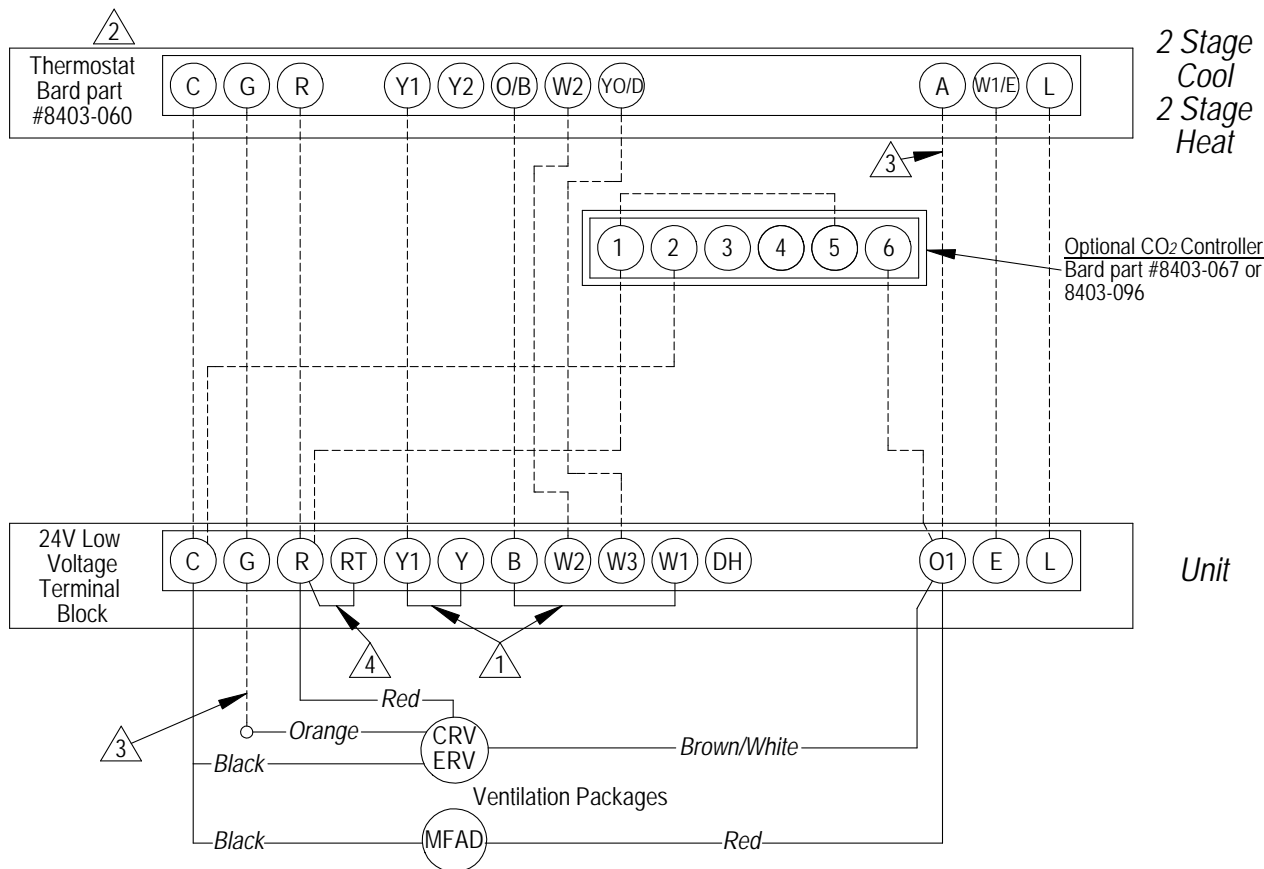 2
Thermostat
Bard part
#8403-060
C G R Y1 Y2 O/B W2 YO/D A W1/E L
2 Stage
Cool
2 Stage
Heat
3
1 2 3 4 5 6
Optional CO2 Controller
Bard part #8403-067 or
8403-096
24V Low
Voltage
Terminal
Block
C G R RT Y1 Y B W2 W3 W1 DH O1 E L
Unit
4
1
Red
3
Orange
CRV
ERV
Brown/White
Black
Ventilation Packages
Black
MFAD
Red